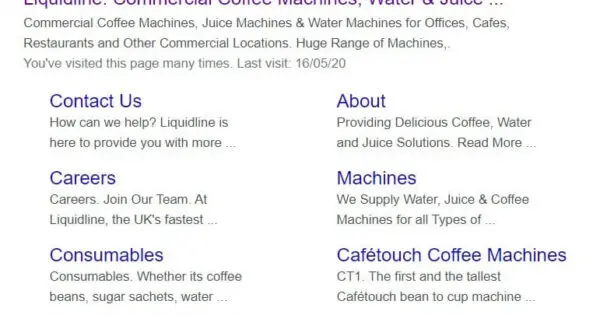 Liquidline: Commercial Coffee Machines, Water & Juice ...
Commercial Coffee Machines, Juice Machines & Water Machines for Offices, Cafes,
Restaurants and Other Commercial Locations. Huge Range of Machines,.
You've visited this page many times. Last visit: 16/05/20
Contact Us
How can we help? Liquidline is
here to provide you with more ...
About
Providing Delicious Coffee, Water
and Juice Solutions. Read More ...
Careers
Careers. Join Our Team. At
Liquidline, the UK's fastest ...
Machines
We Supply Water, Juice & Coffee
Machines for all Types of ...
Consumables
Consumables. Whether its coffee
beans, sugar sachets, water ...
Cafétouch Coffee Machines
CT1. The first and the tallest
Cafétouch bean to cup machine ...